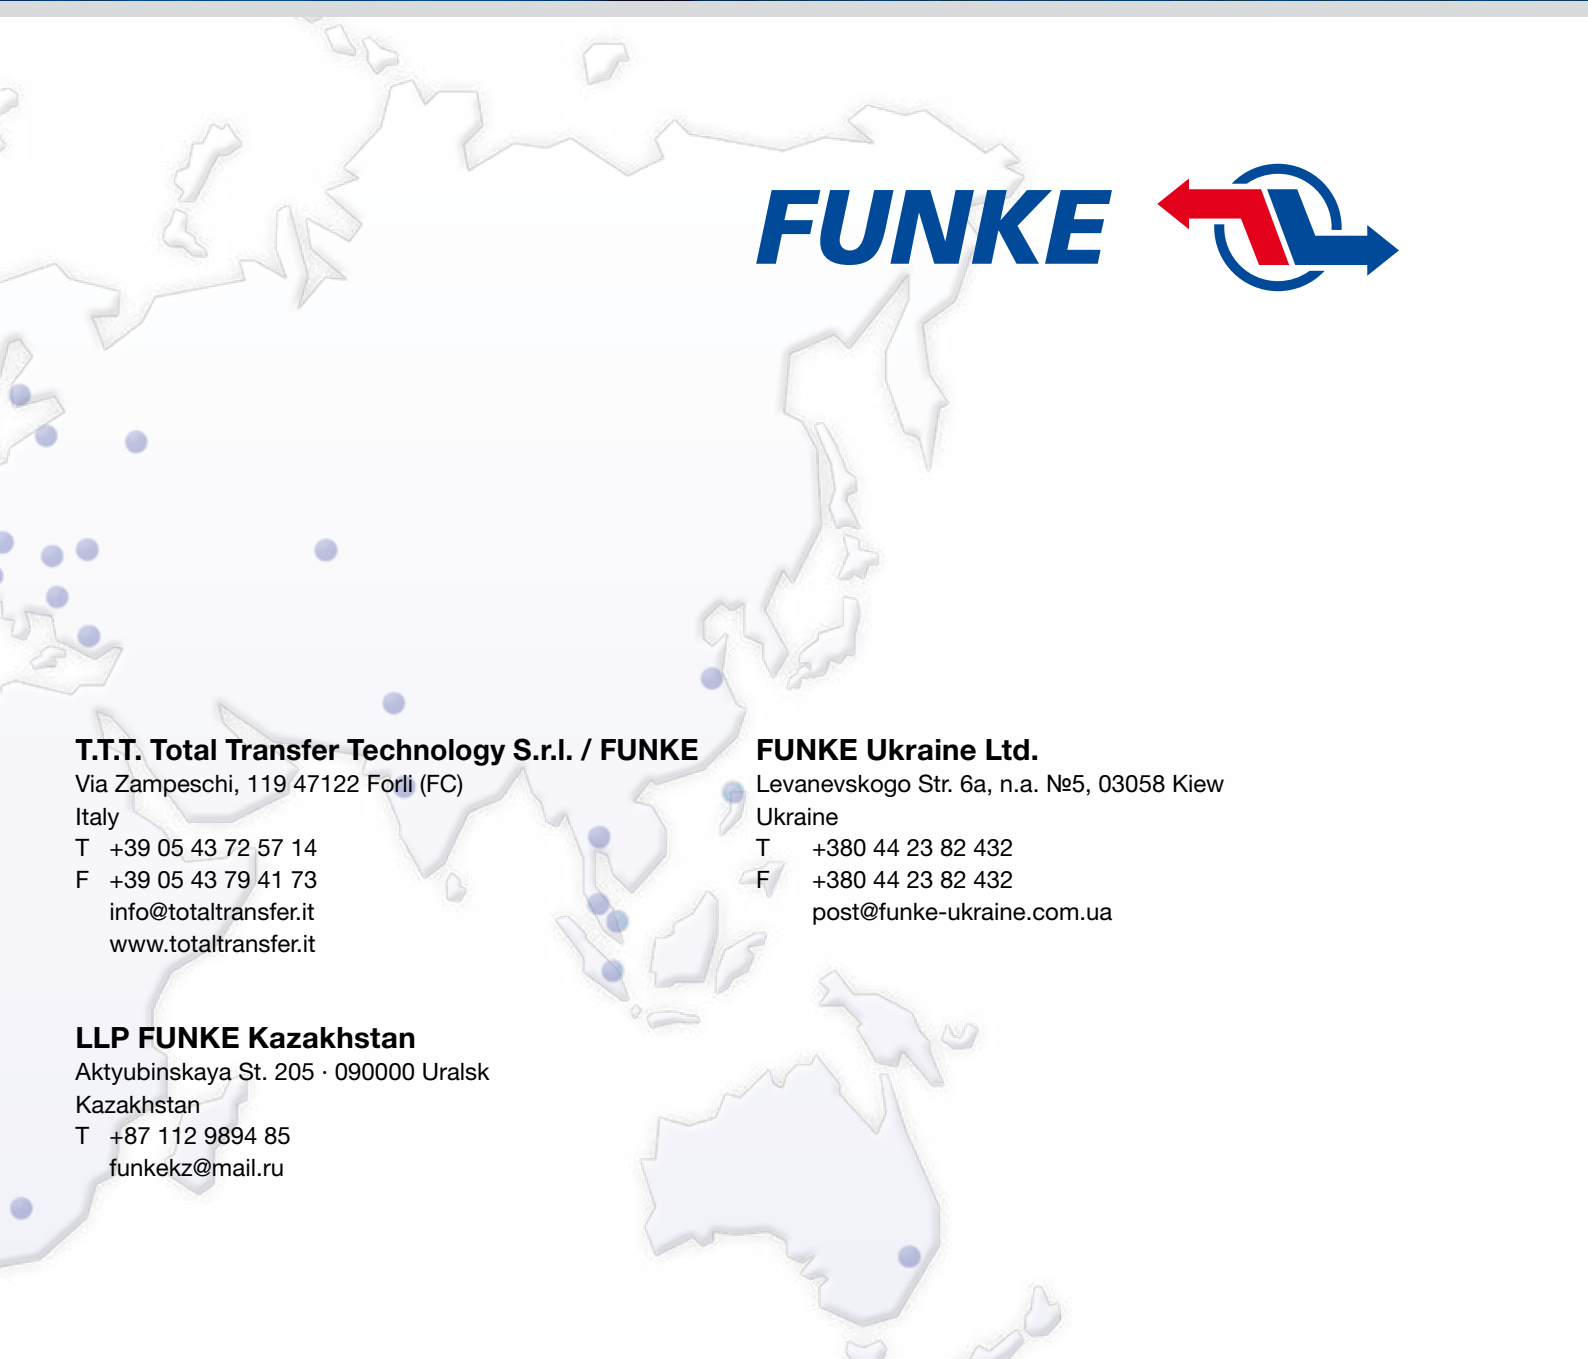 FUNKE
T.T.T. Total Transfer Technology S.r.l. / FUNKE
Via Zampeschi, 119 47122 Forli (FC)
Italy
T +39 05 43 72 57 14
F +39 05 43 79 41 73
info@totaltransfer.it
www.totaltransfer.it
FUNKE Ukraine Ltd.
Levanevskogo Str. 6a, n.a. №5, 03058 Kiew
Ukraine
T +380 44 23 82 432
F +380 44 23 82 432
post@funke-ukraine.com.ua
LLP FUNKE Kazakhstan
Aktyubinskaya St. 205 · 090000 Uralsk
Kazakhstan
T +87 112 9894 85
funkekz@mail.ru